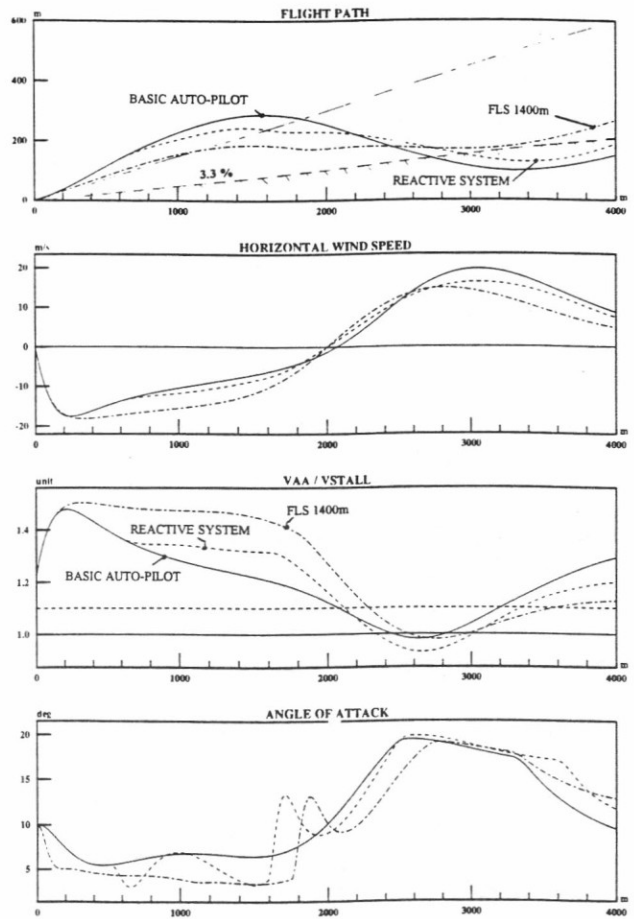 FLIGHT PATH
m
600
400
200
0
BASIC AUTO-PILOT
FLS 1400m
3.3 %
REACTIVE SYSTEM
0 1000 2000 3000 4000 m
HORIZONTAL WIND SPEED
m/s
20
10
0
-10
-20
0 1000 2000 3000 4000 m
VAA / VSTALL
unit
1.4
1.2
1.0
FLS 1400m
REACTIVE SYSTEM
BASIC AUTO-PILOT
0 1000 2000 3000 4000 m
ANGLE OF ATTACK
deg
20
15
10
5
0 1000 2000 3000 4000 m